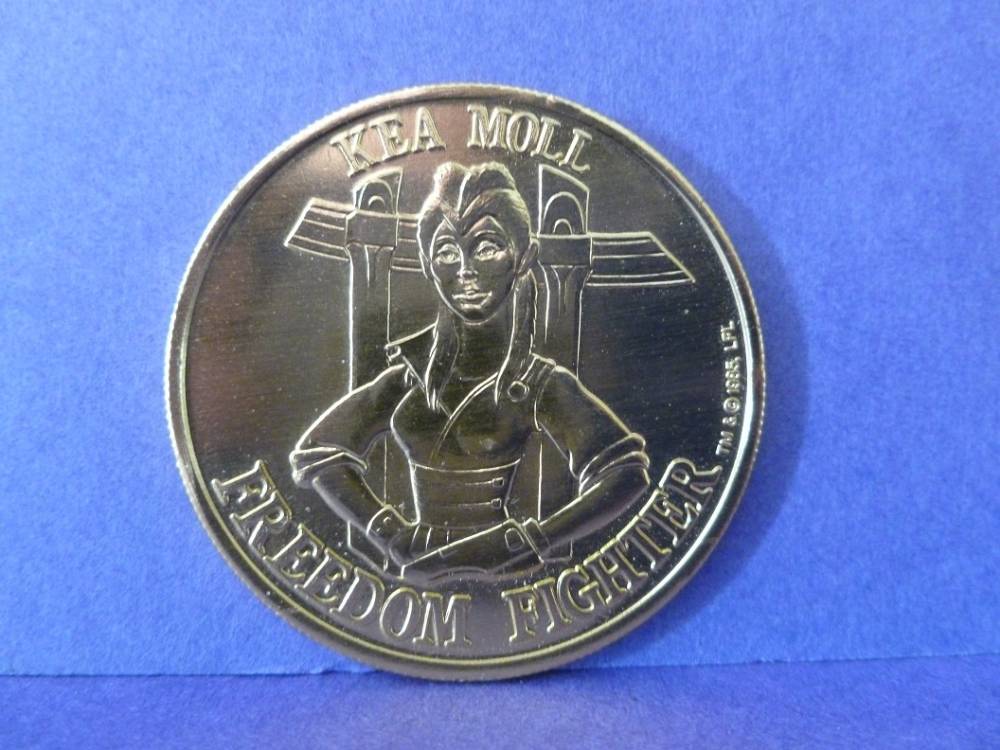 KEA MOLL
FREEDOM FIGHTER
TM & © 1985, LFL